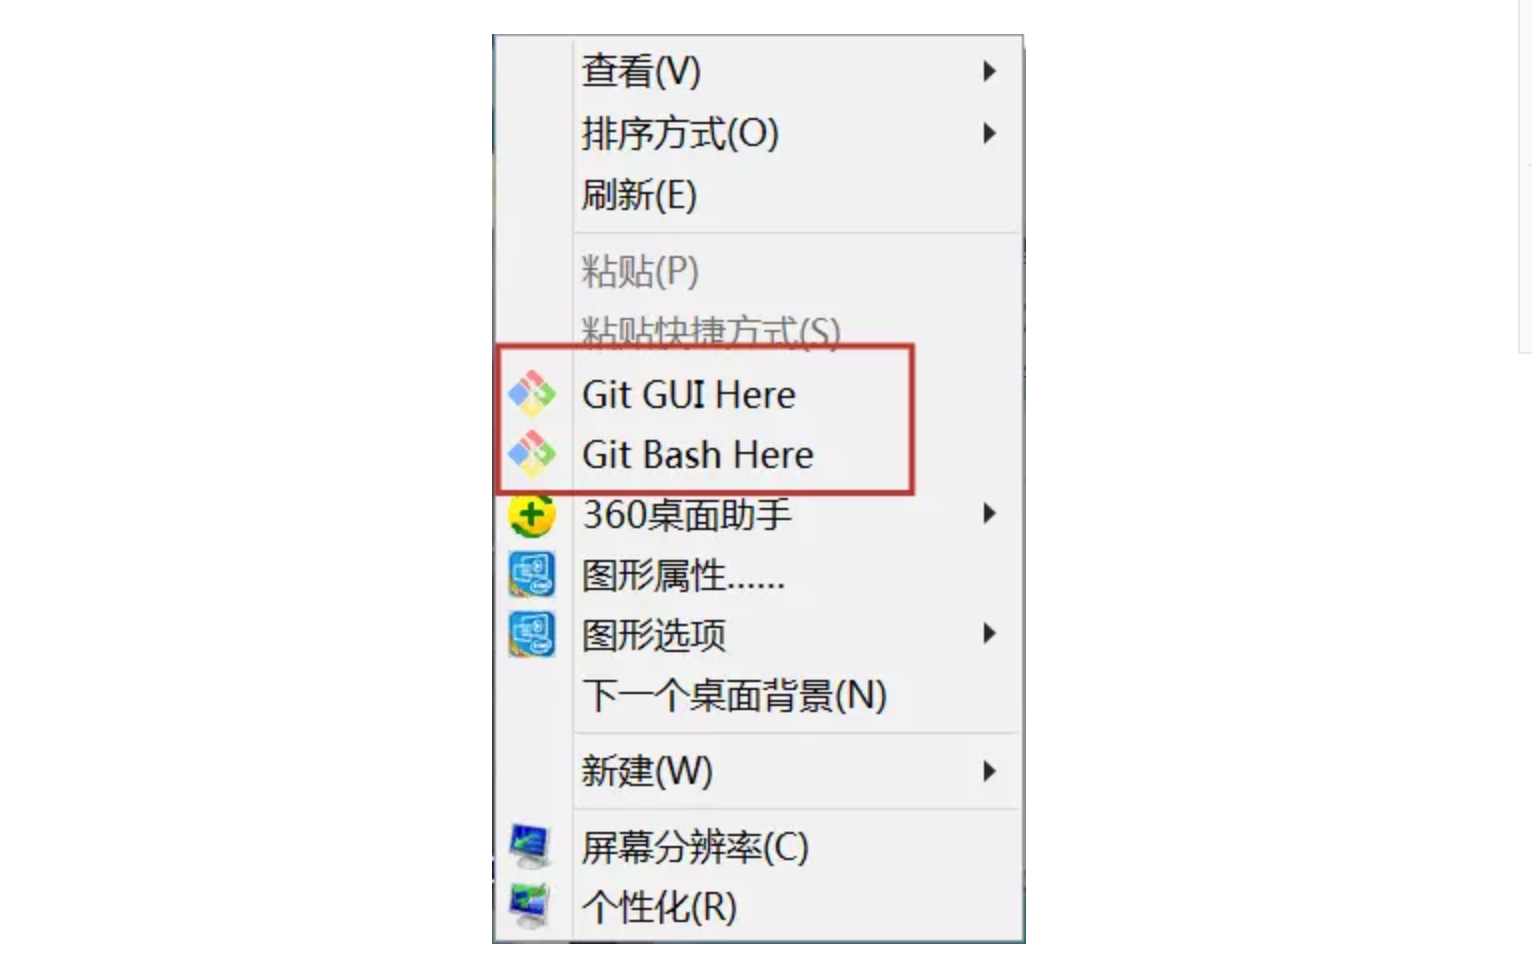 查看(V)
排序方式(O)
刷新(E)
粘贴(P)
粘贴快捷方式(S)
Git GUI Here
Git Bash Here
360桌面助手
图形属性......
图形选项
下一个桌面背景(N)
新建(W)
屏幕分辨率(C)
个性化(R)